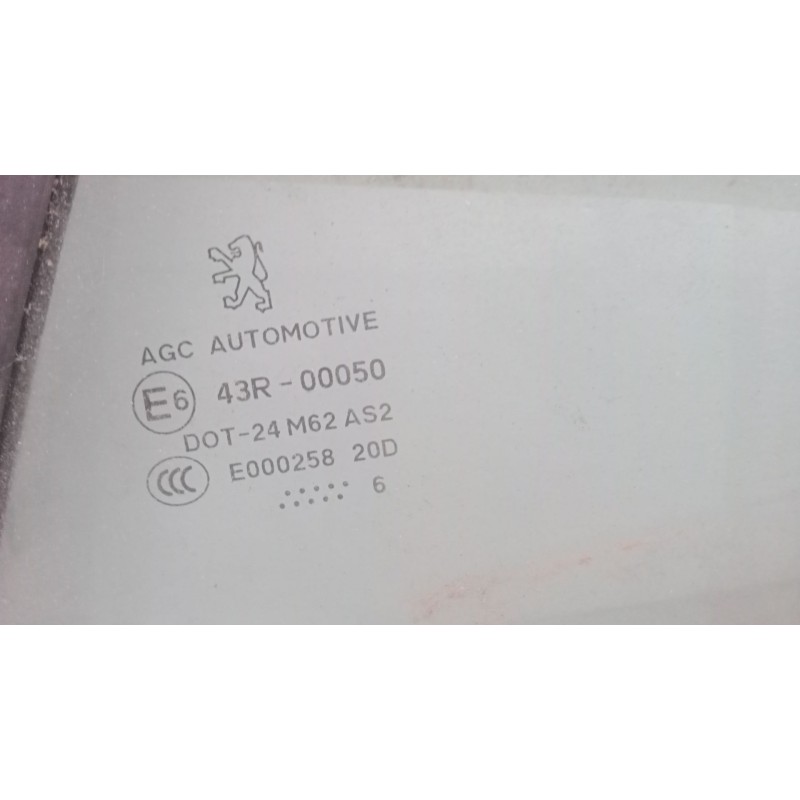 AGC AUTOMOTIVE
E6 43R-00050
DOT-24 M62 AS2
CCC E000258 20D
6